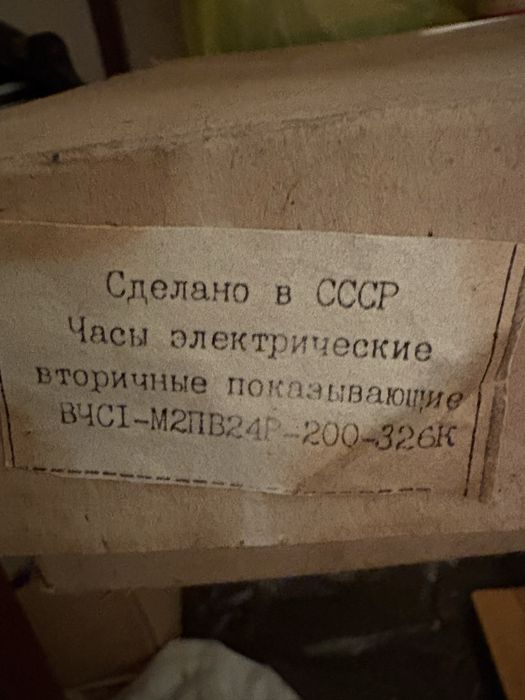 Сделано в СССР
Часы электрические
вторичные показывающие
ВЧС1-М2ПВ24Р-200-326К